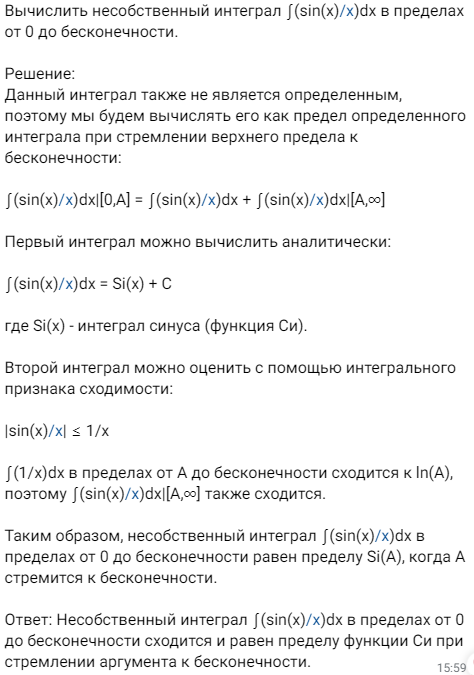 Вычислить несобственный интеграл ∫(sin(x)/x)dx в пределах
от 0 до бесконечности.
Решение:
Данный интеграл также не является определенным,
поэтому мы будем вычислять его как предел определенного
интеграла при стремлении верхнего предела к
бесконечности:
∫(sin(x)/x)dx|[0,A] = ∫(sin(x)/x)dx + ∫(sin(x)/x)dx|[A,∞]
Первый интеграл можно вычислить аналитически:
∫(sin(x)/x)dx = Si(x) + C
где Si(x) - интеграл синуса (функция Си).
Второй интеграл можно оценить с помощью интегрального
признака сходимости:
|sin(x)/x| ≤ 1/x
∫(1/x)dx в пределах от A до бесконечности сходится к ln(A),
поэтому ∫(sin(x)/x)dx|[A,∞] также сходится.
Таким образом, несобственный интеграл ∫(sin(x)/x)dx в
пределах от 0 до бесконечности равен пределу Si(A), когда A
стремится к бесконечности.
Ответ: Несобственный интеграл ∫(sin(x)/x)dx в пределах от 0
до бесконечности сходится и равен пределу функции Си при
стремлении аргумента к бесконечности.
15:59